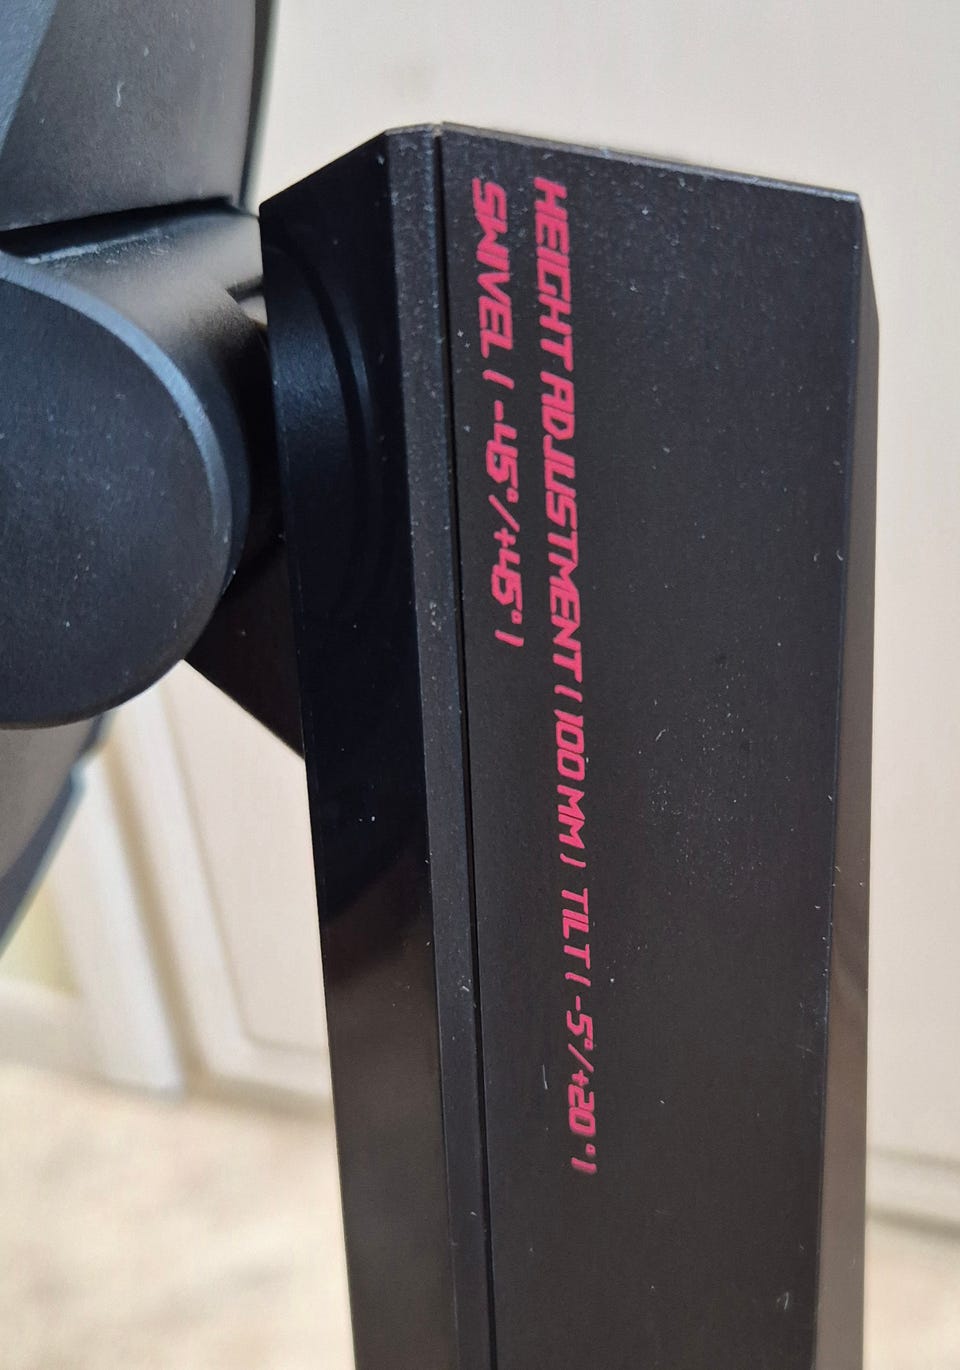 HEIGHT ADJUSTMENT ( 100 MM ) TILT ( -5°/+20° )
SWIVEL ( -45°/+45° )